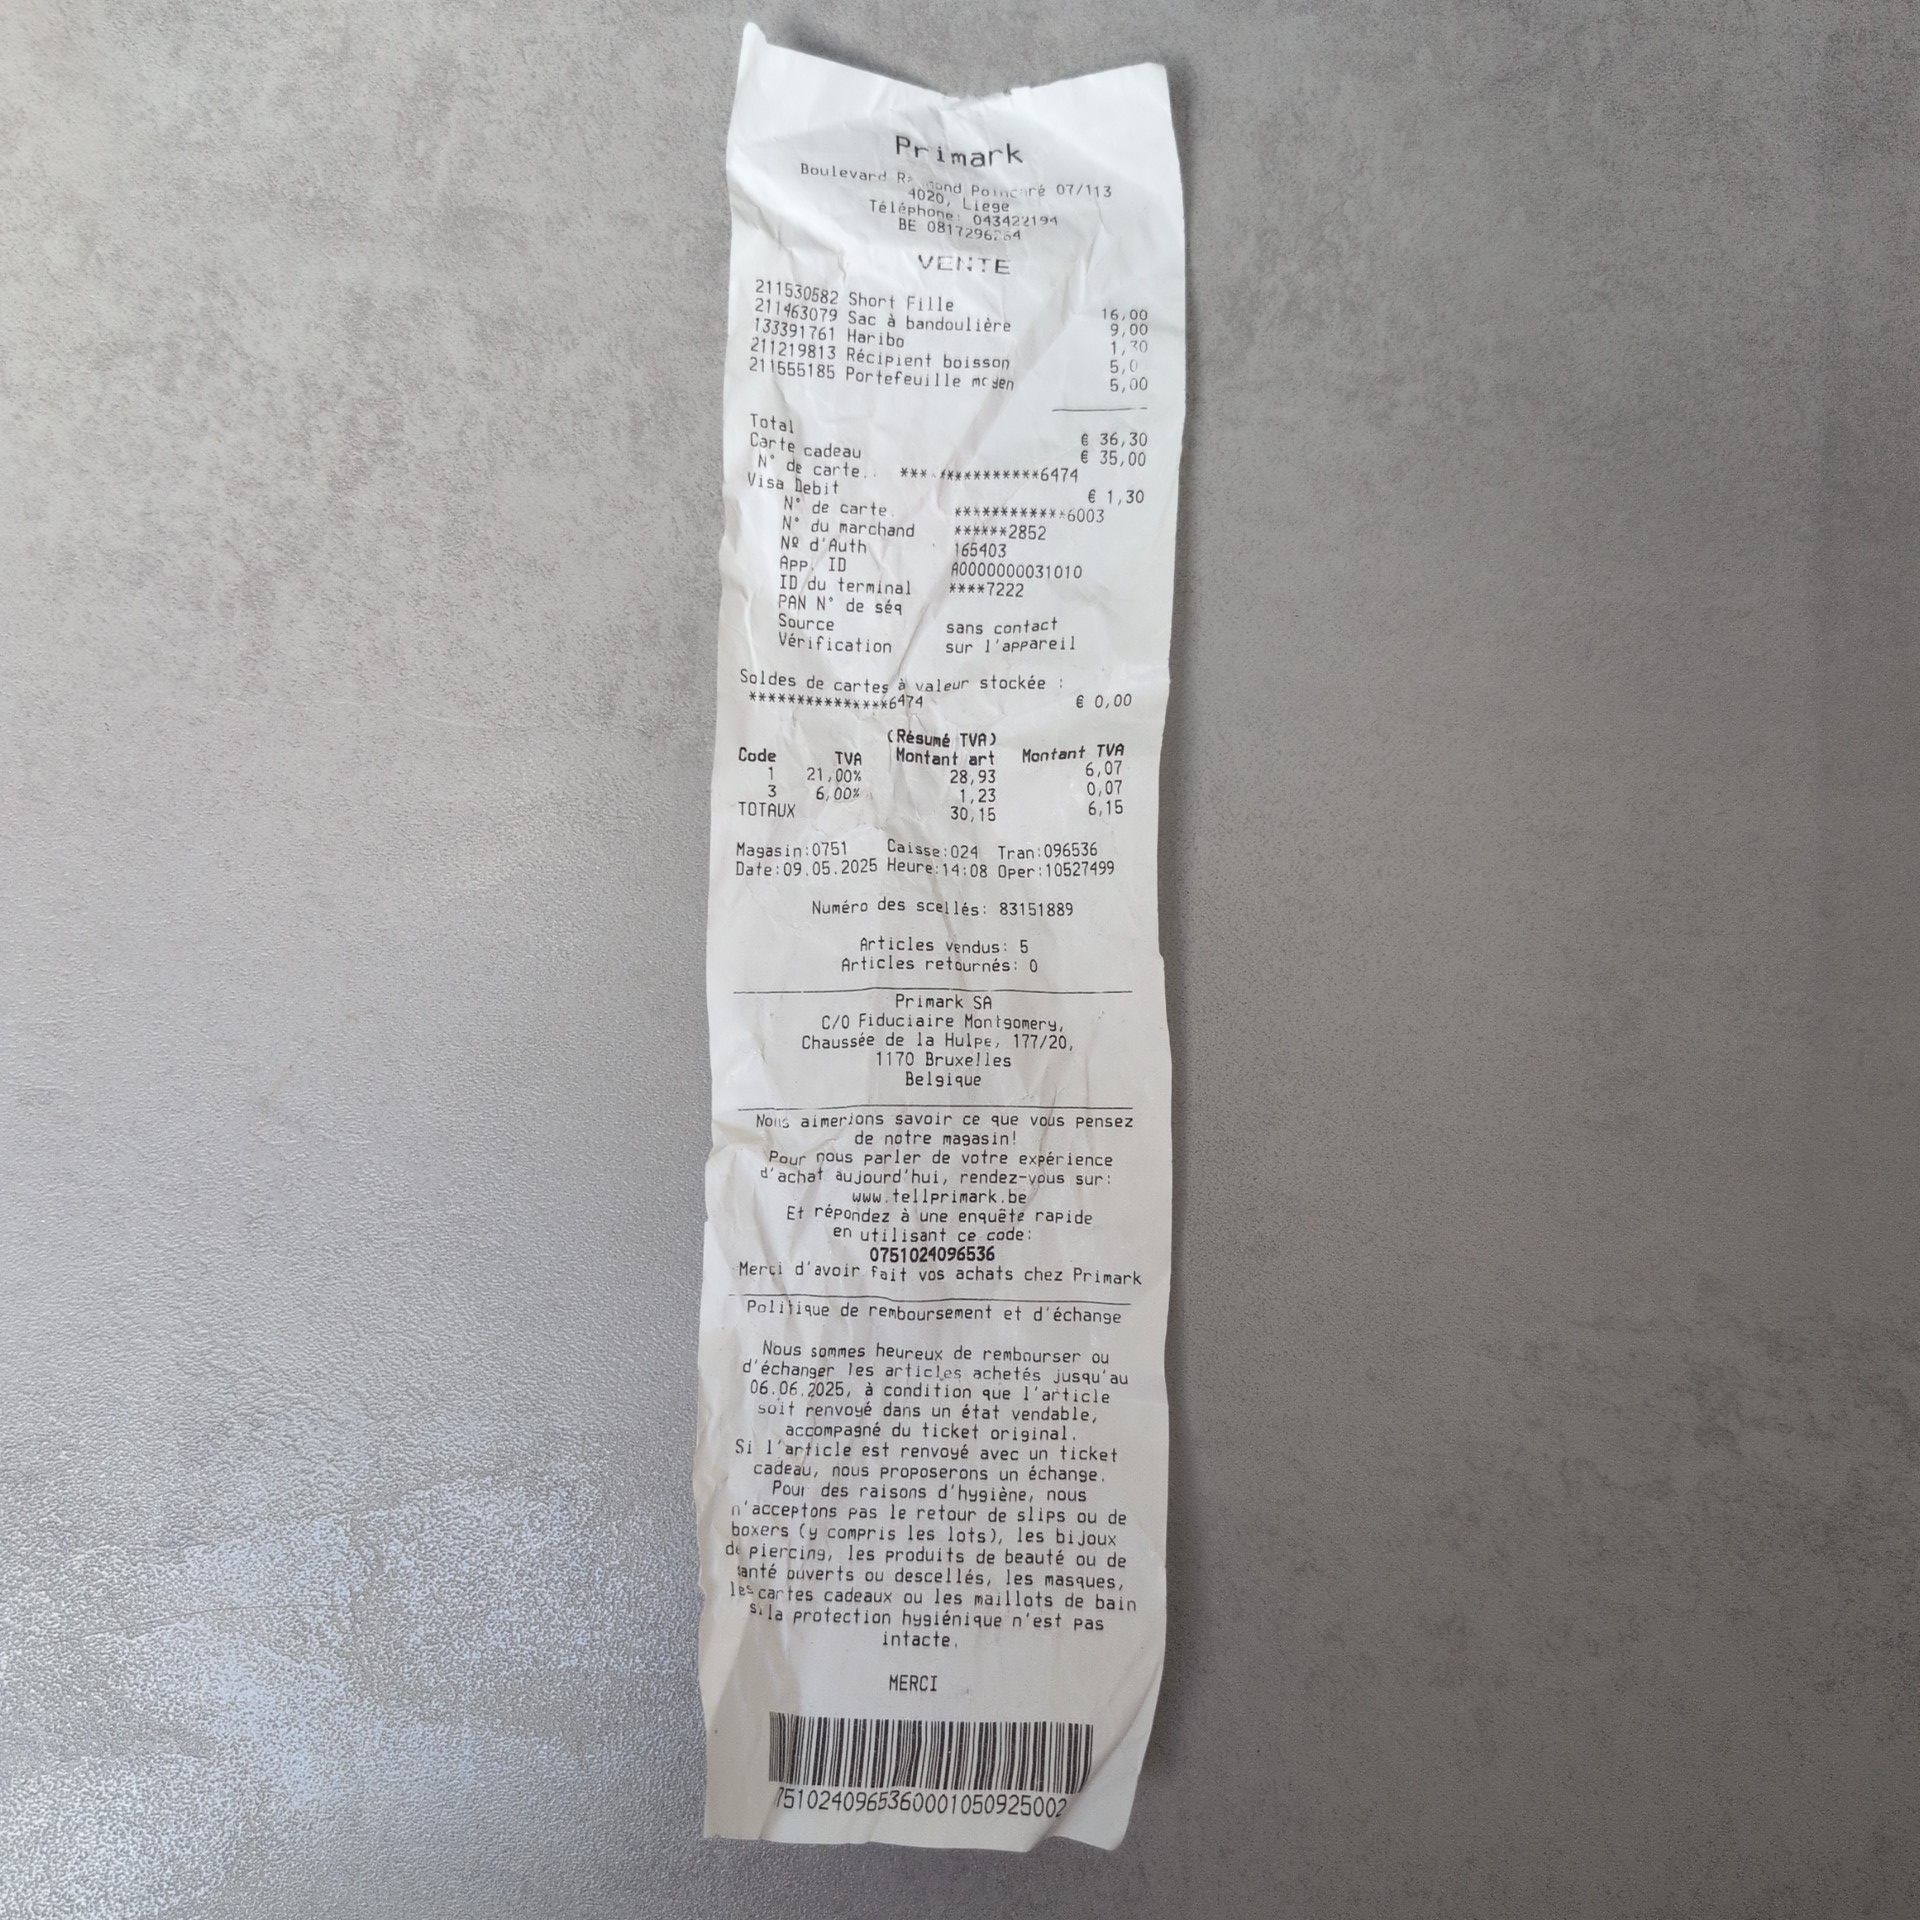 Primark
Boulevard Poincaré 07/113
4020, Liege
Téléphone: 043422194
BE
VENTE
211530582 Short Fille 16,00
211463079 Sac à bandoulière 9,00
133391761 Haribo 1,30
211219813 Récipient boisson 5,0
211555185 Portefeuille moyen 5,00
Total € 36,30
Carte cadeau € 35,00
N° de carte.. ***************6474
Visa Debit € 1,30
N° de carte. ************6003
N° du marchand ******2852
Nº d'Auth 165403
App. ID A0000000031010
ID du terminal ****7222
PAN N° de séq
Source sans contact
Vérification sur l'appareil
Soldes de cartes à valeur stockée :
***************6474 € 0,00
(Résumé TVA)
Code TVA Montant art Montant TVA
1 21,00% 28,93 6,07
3 6,00% 1,23 0,07
TOTAUX 30,15 6,15
Magasin:0751 Caisse:024 Tran:096536
Date:09.05.2025 Heure:14:08 Oper:10527499
Numéro des scellés: 83151889
Articles vendus: 5
Articles retournés: 0
Primark SA
C/O Fiduciaire Montgomery,
Chaussée de la Hulpe, 177/20,
1170 Bruxelles
Belgique
Nous aimerions savoir ce que vous pensez
de notre magasin!
Pour nous parler de votre expérience
d'achat aujourd'hui, rendez-vous sur:
www.tellprimark.be
Et répondez à une enquête rapide
en utilisant ce code:
0751024096536
Merci d'avoir fait vos achats chez Primark
Politique de remboursement et d'échange
Nous sommes heureux de rembourser ou
d'échanger les articles achetés jusqu'au
06.06.2025, à condition que l'article
soit renvoyé dans un état vendable,
accompagné du ticket original.
Si l'article est renvoyé avec un ticket
cadeau, nous proposerons un échange.
Pour des raisons d'hygiène, nous
n'acceptons pas le retour de slips ou de
boxers (y compris les lots), les bijoux
de piercing, les produits de beauté ou de
santé ouverts ou descellés, les masques,
les cartes cadeaux ou les maillots de bain
si la protection hygiénique n'est pas
intacte.
MERCI
7510240965360001050925002